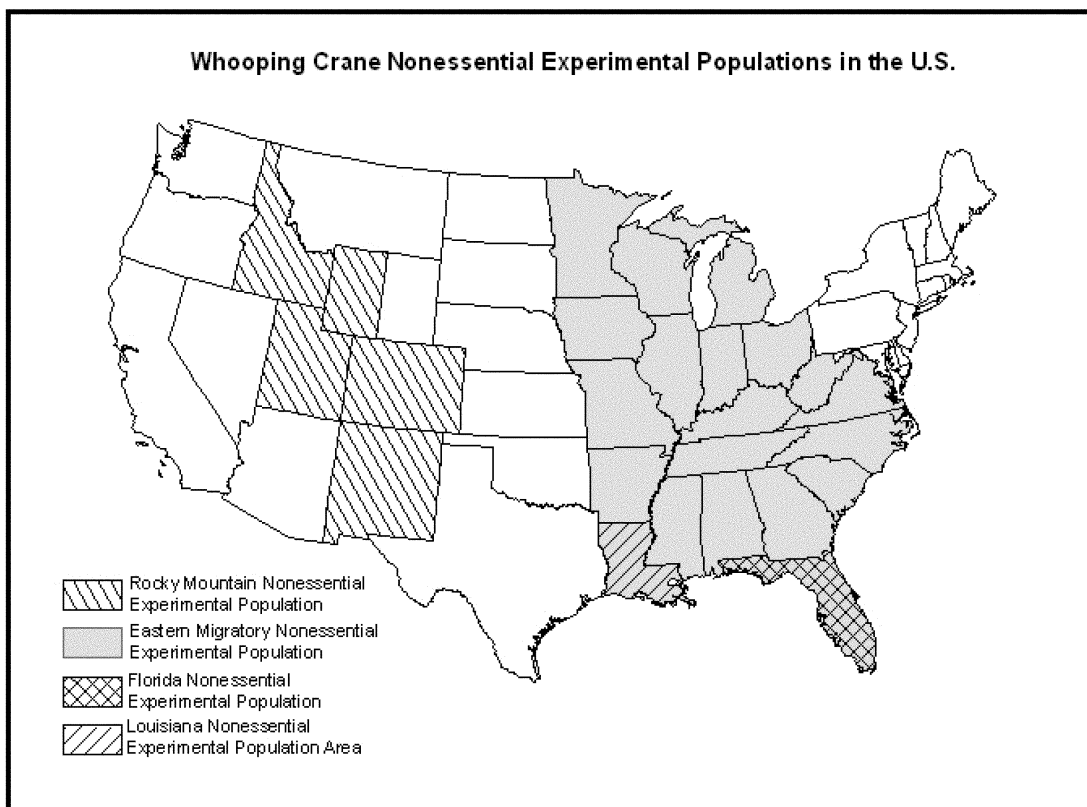 Whooping Crane Nonessential Experimental Populations in the U.S.
Rocky Mountain Nonessential
Experimental Population
Eastern Migratory Nonessential
Experimental Population
Florida Nonessential
Experimental Population
Louisiana Nonessential
Experimental Population Area